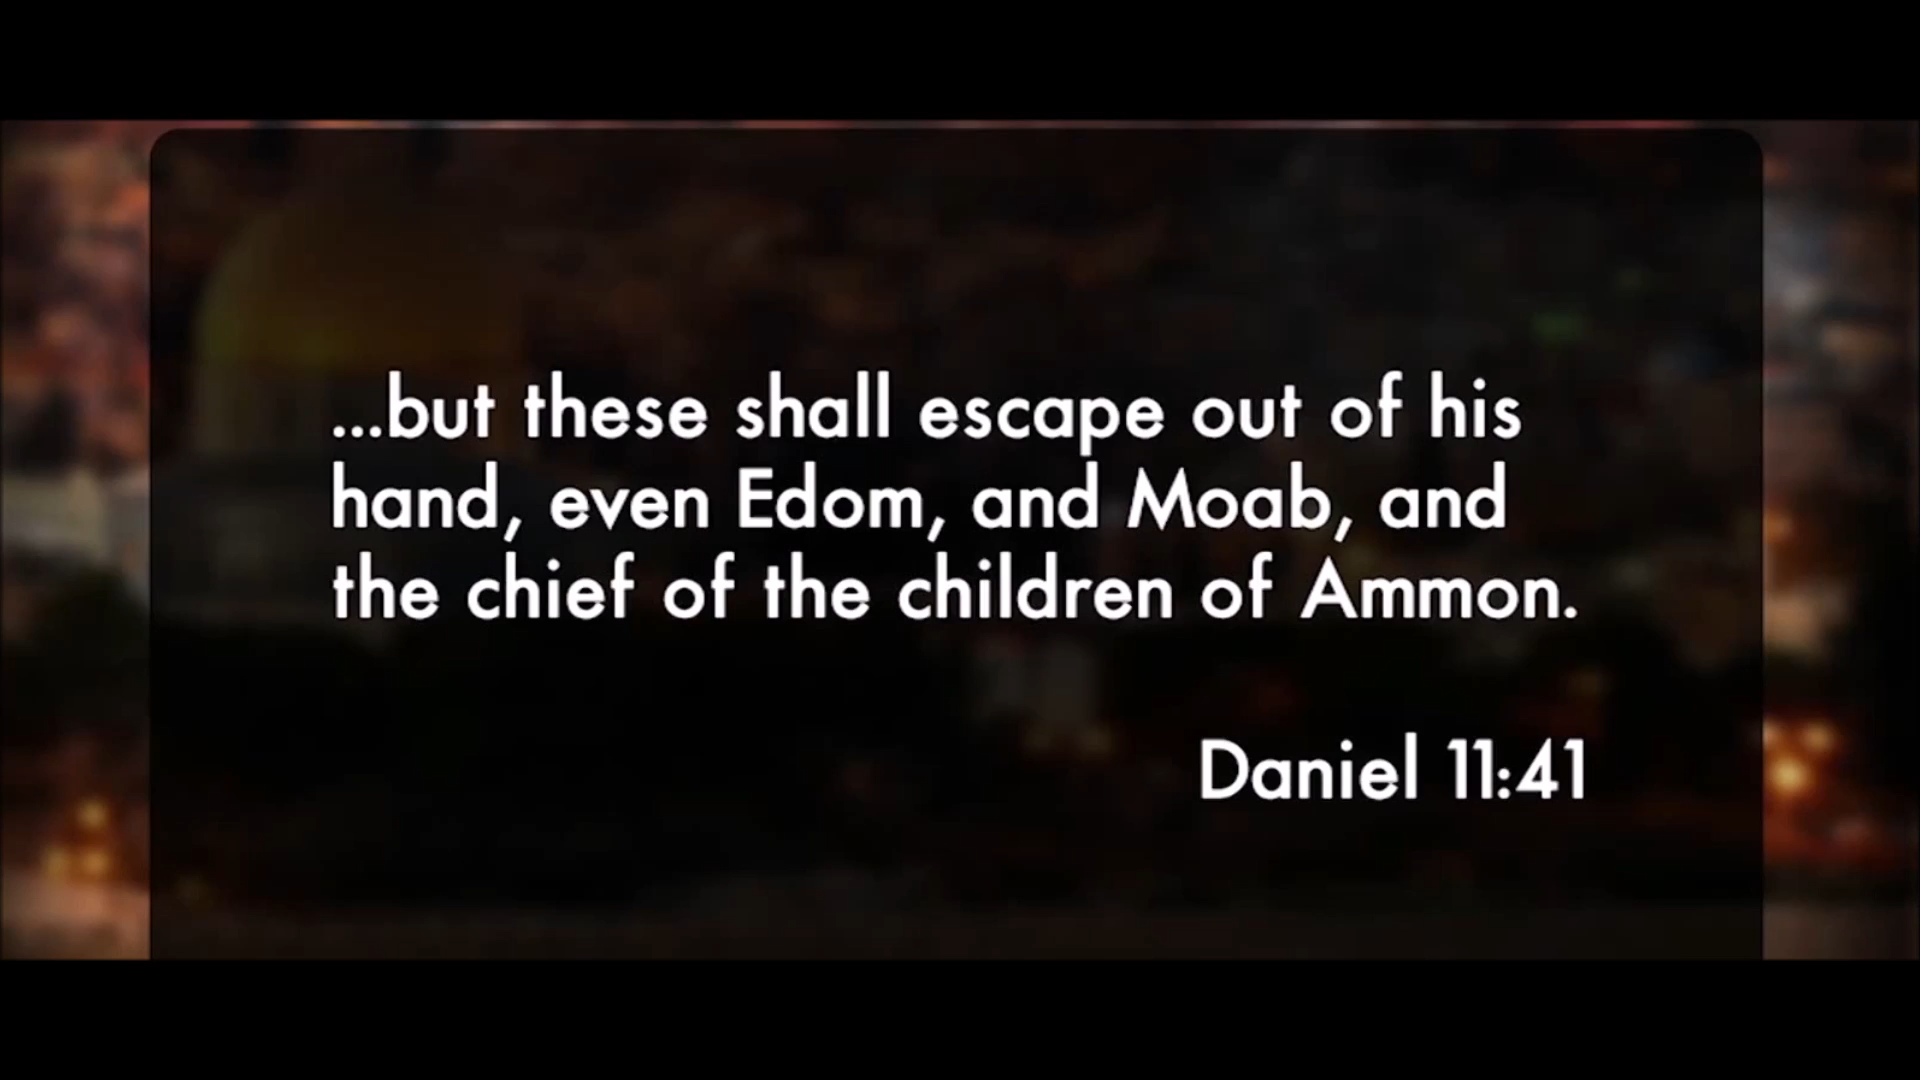 ...but these shall escape out of his
hand, even Edom, and Moab, and
the chief of the children of Ammon.
Daniel 11:41